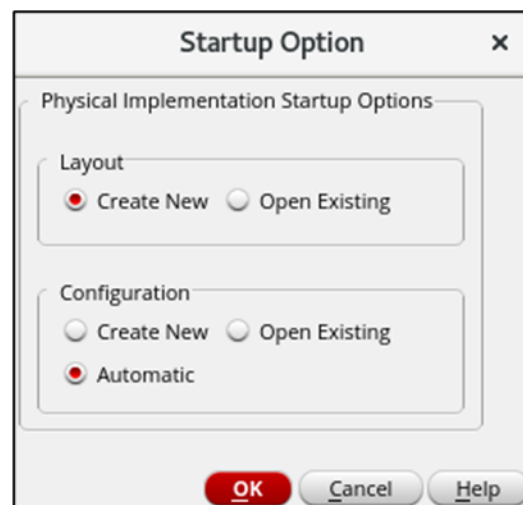 Startup Option ×
Physical Implementation Startup Options
Layout
Create New Open Existing
Configuration
Create New Open Existing
Automatic
OK Cancel Help